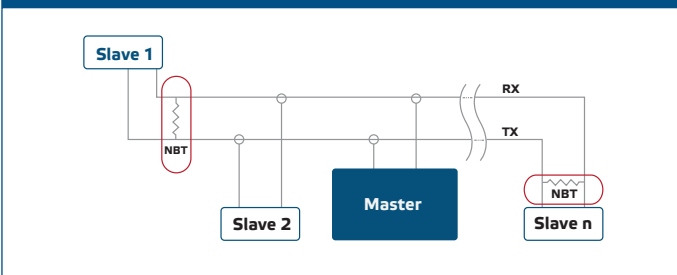 Slave 1
RX
TX
NBT
NBT
Master
Slave 2
Slave n